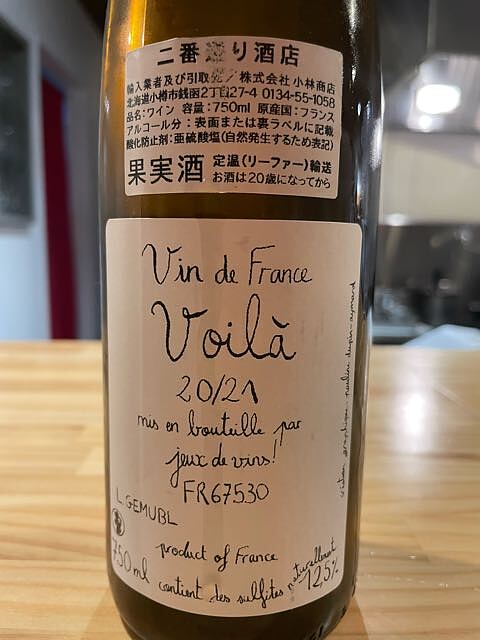 二番通り酒店
輸入業者及び引取先 株式会社 小林商店
北海道小樽市銭函2丁目27-4 0134-55-1058
品名:ワイン 容量:750ml 原産国:フランス
アルコール分:表面または裏ラベルに記載
酸化防止剤:亜硫酸塩(自然発生するため表記)
果実酒 定温(リーファー)輸送
お酒は20歳になってから
Vin de France
Voilà
20/21
mis en bouteille par
jeux de vins!
FR67530
L.GEMUBL
product of France
750 ml contient des sulfites naturellement
12,5%
graphique: pauline dupin-aymard